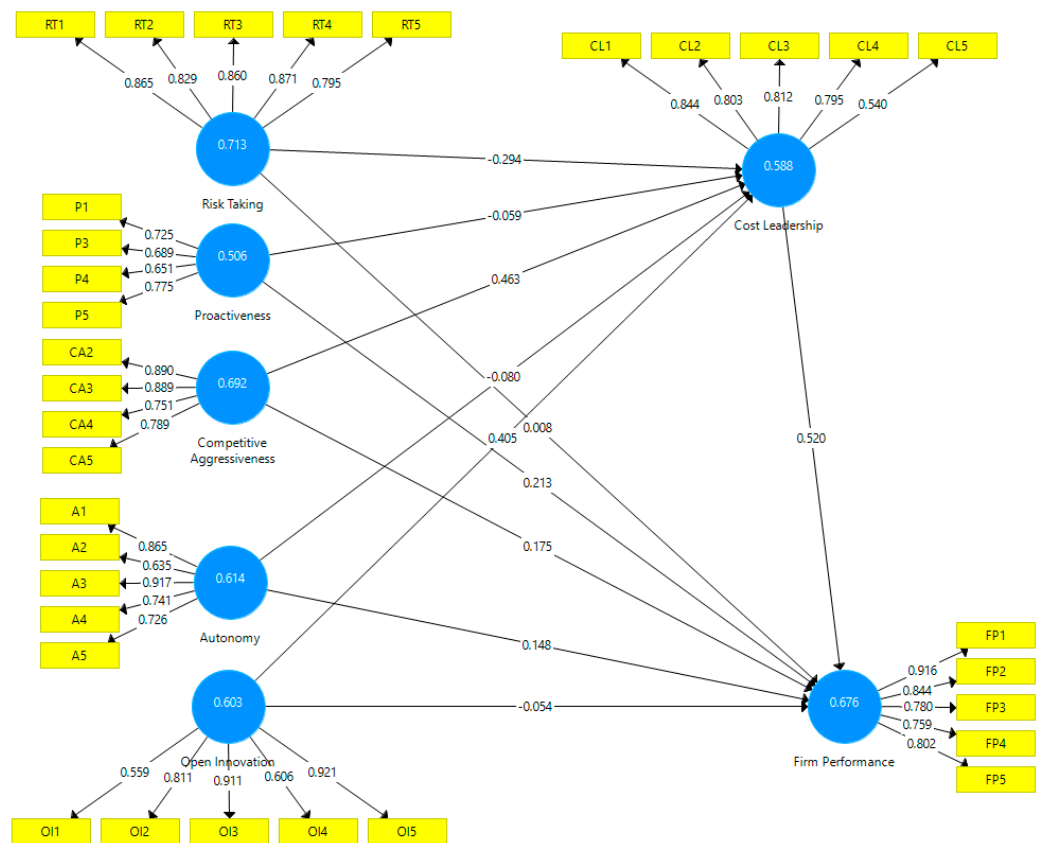 RT1 RT2 RT3 RT4 RT5
0.865 0.829 0.860 0.871 0.795
0.713
Risk Taking
CL1 CL2 CL3 CL4 CL5
0.844 0.803 0.812 0.795 0.540
0.588
Cost Leadership
-0.294
-0.059
0.463
-0.080
0.405
0.008
0.213
0.175
0.148
-0.054
0.520
P1
P3
P4
P5
0.725
0.689
0.651
0.775
0.506
Proactiveness
CA2
CA3
CA4
CA5
0.890
0.889
0.751
0.789
0.692
Competitive
Aggressiveness
A1
A2
A3
A4
A5
0.865
0.635
0.917
0.741
0.726
0.614
Autonomy
0.603
Open Innovation
0.559 0.811 0.911 0.606 0.921
OI1 OI2 OI3 OI4 OI5
0.676
Firm Performance
0.916
0.844
0.780
0.759
0.802
FP1
FP2
FP3
FP4
FP5